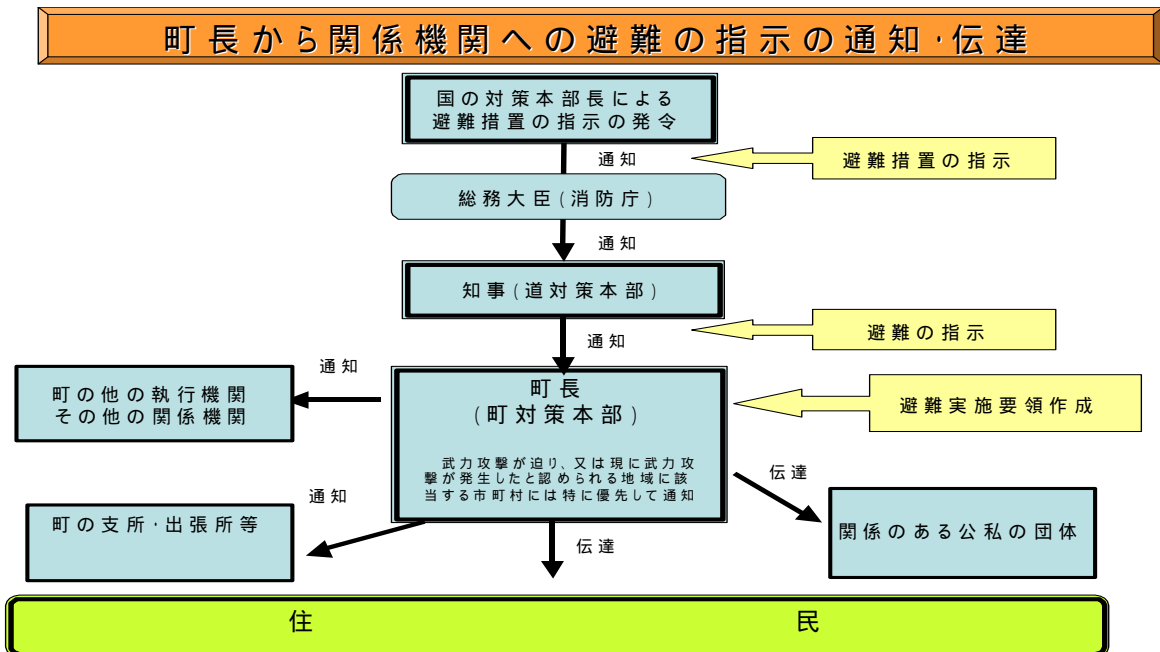 町長から関係機関への避難の指示の通知・伝達
国の対策本部長による
避難措置の指示の発令
通知
避難措置の指示
総務大臣(消防庁)
通知
知事(道対策本部)
通知
避難の指示
通知
町の他の執行機関
その他の関係機関
町長
(町対策本部)
武力攻撃が迫り、又は現に武力攻
撃が発生したと認められる地域に該
当する市町村には特に優先して通知
避難実施要領作成
通知
町の支所・出張所等
伝達
関係のある公私の団体
伝達
住民